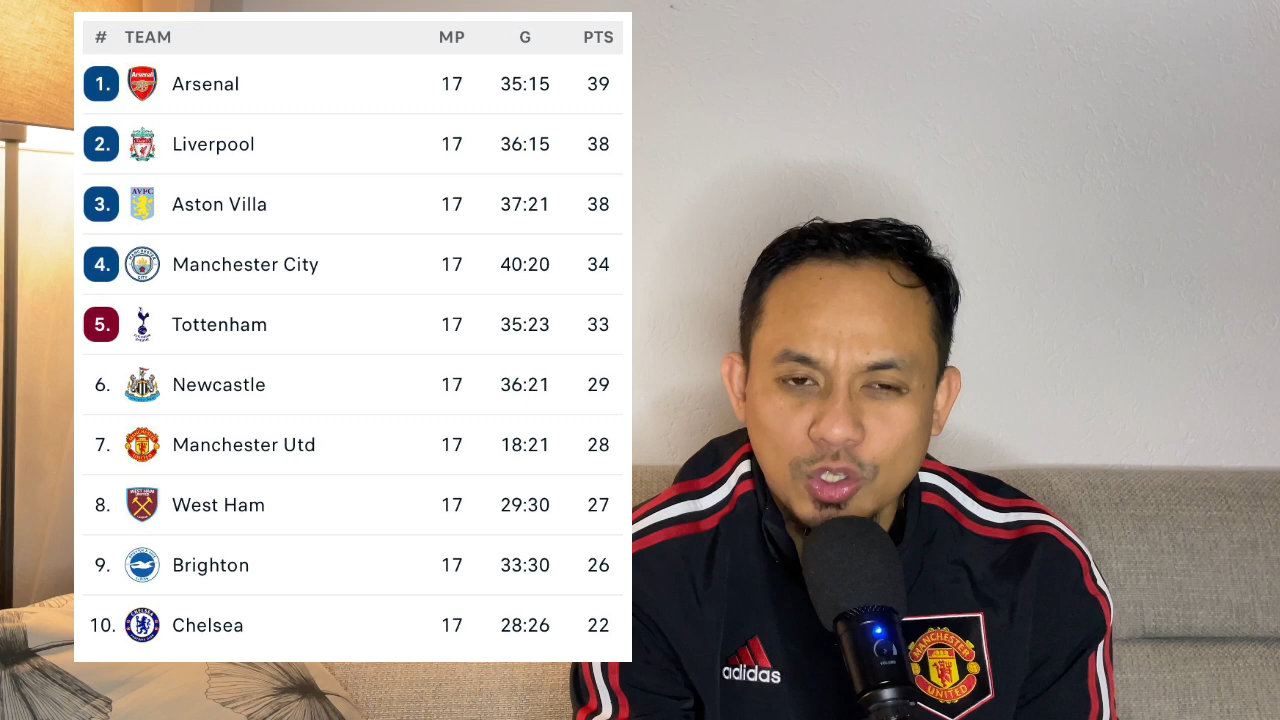 # TEAM MP G PTS
1. Arsenal Arsenal 17 35:15 39
2. Liverpool 17 36:15 38
3. AVFC Aston Villa 17 37:21 38
4. Manchester City 17 40:20 34
5. Tottenham 17 35:23 33
6. Newcastle 17 36:21 29
7. Manchester Utd 17 18:21 28
8. West Ham 17 29:30 27
9. Brighton 17 33:30 26
10. Chelsea 17 28:26 22
adidas
MANCHESTER
UNITED